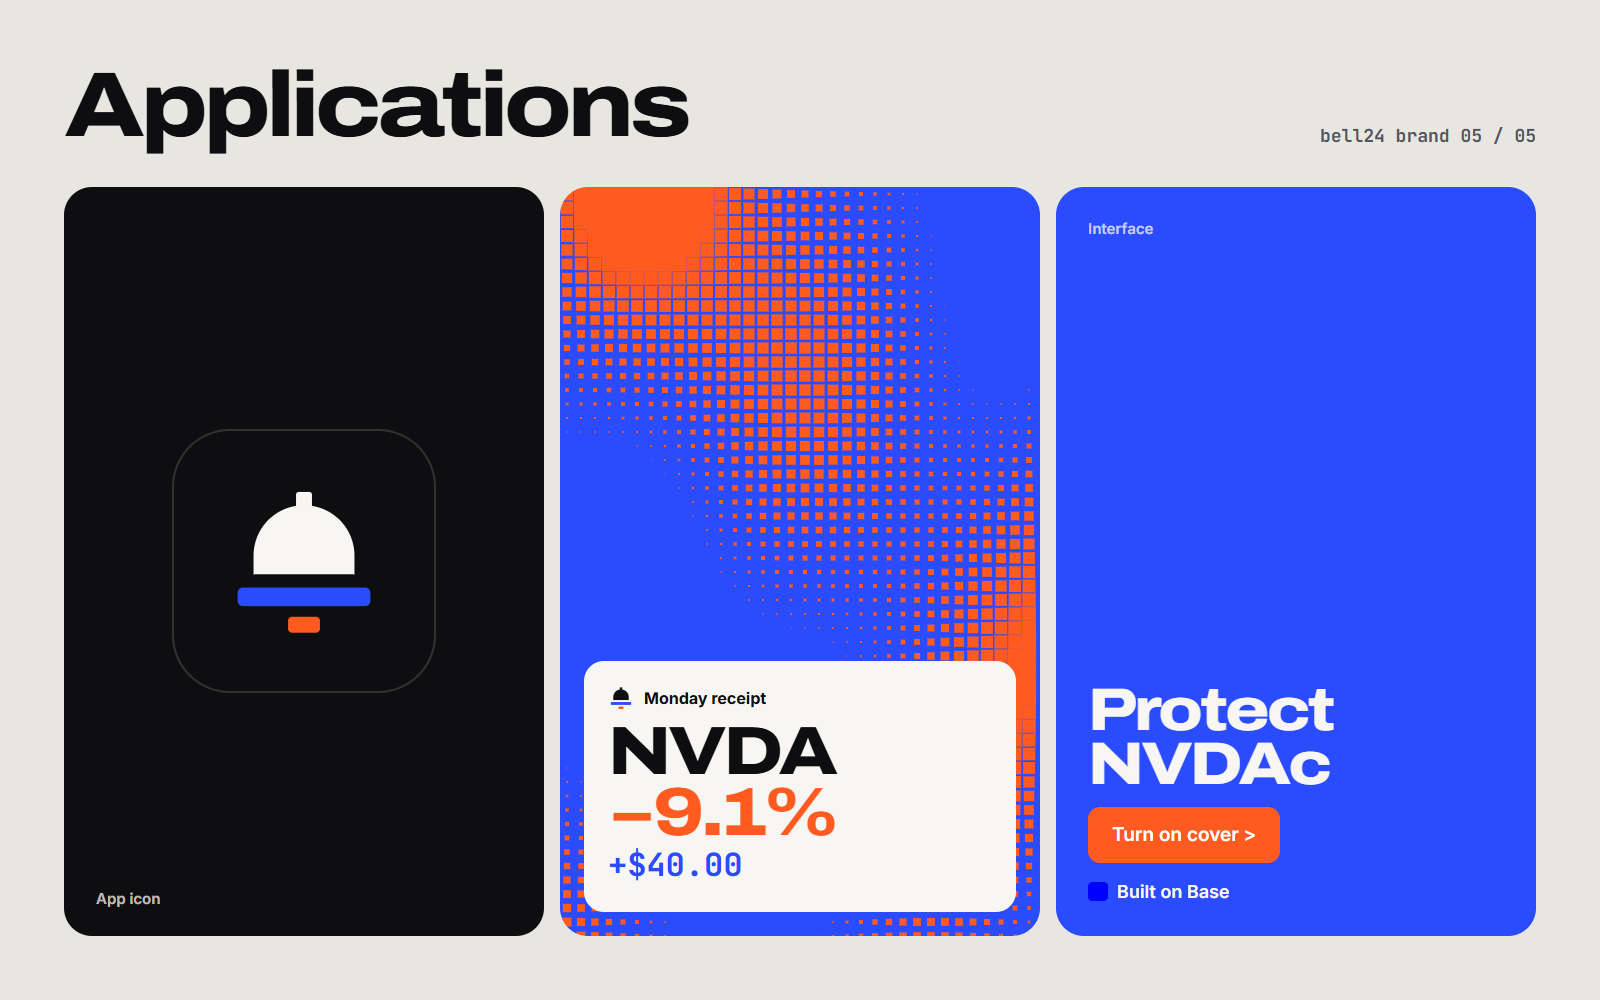 Applications
bell24 brand 05 / 05
App icon
Monday receipt
NVDA
–9.1%
+$40.00
Interface
Protect
NVDAc
Turn on cover >
Built on Base